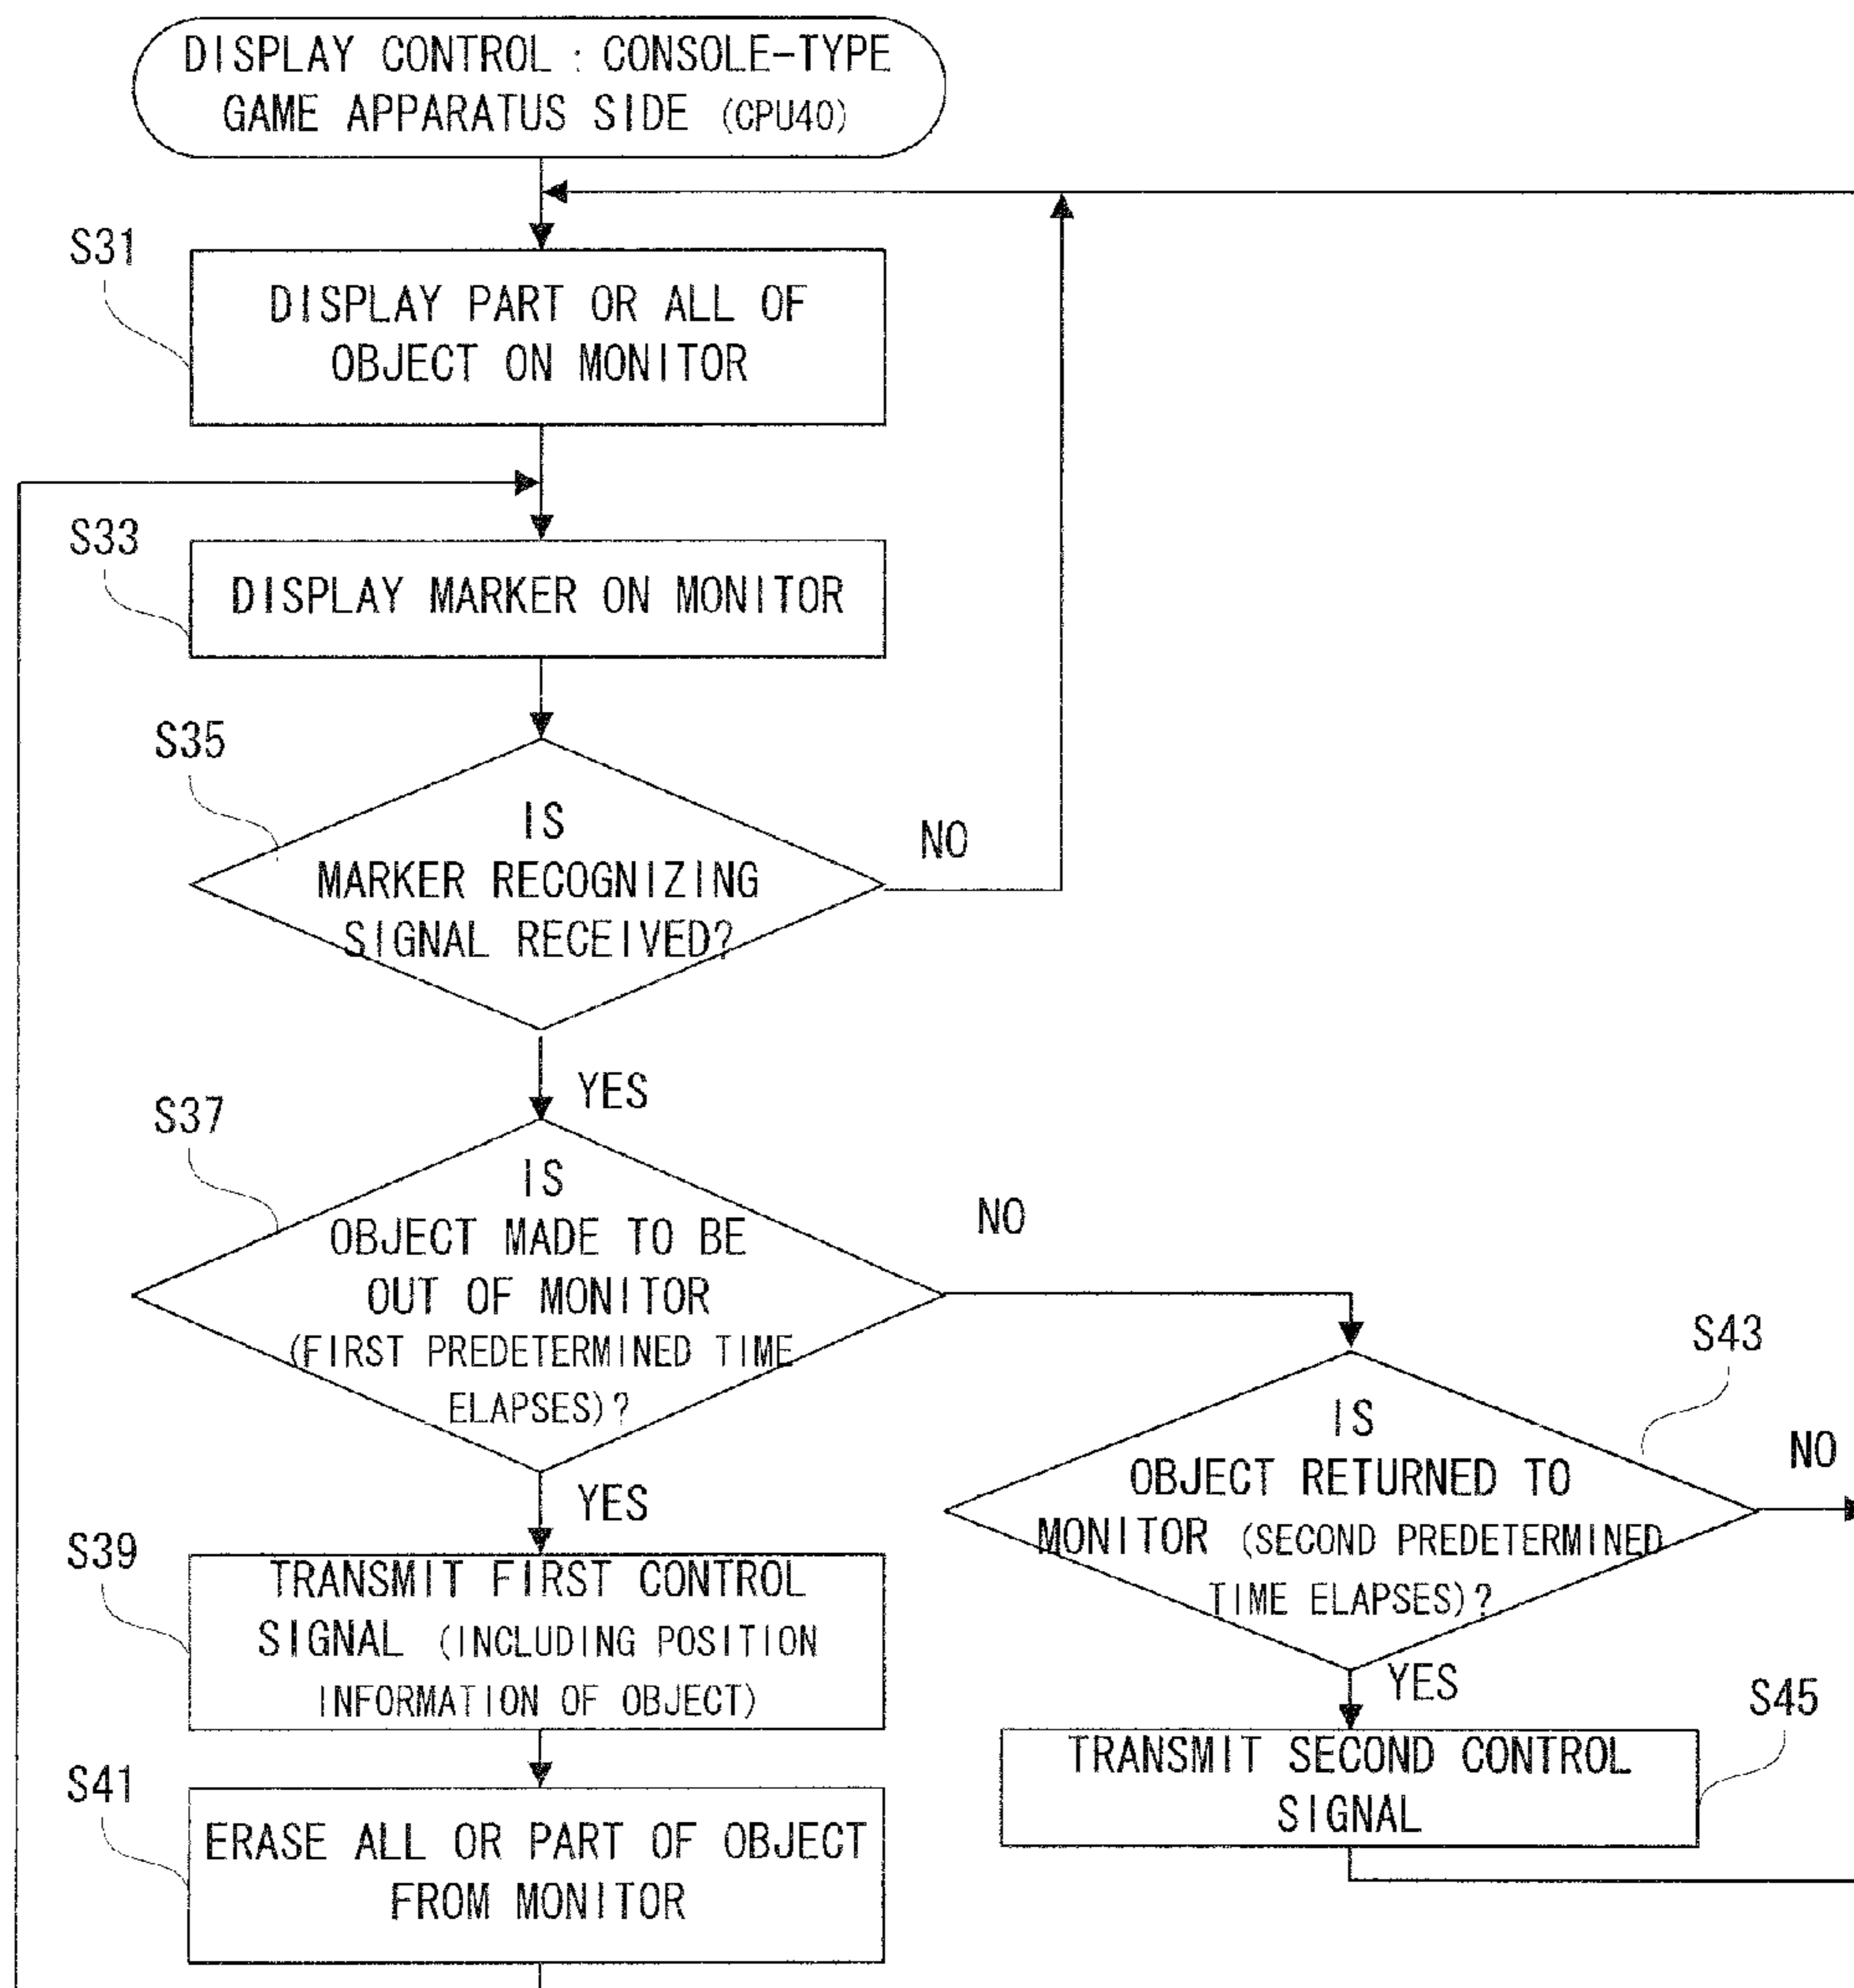 DISPLAY CONTROL : CONSOLE-TYPE
GAME APPARATUS SIDE (CPU40)
S31
DISPLAY PART OR ALL OF
OBJECT ON MONITOR
S33
DISPLAY MARKER ON MONITOR
S35
IS
MARKER RECOGNIZING
SIGNAL RECEIVED?
NO
YES
S37
IS
OBJECT MADE TO BE
OUT OF MONITOR
(FIRST PREDETERMINED TIME
ELAPSES)?
NO
YES
S43
IS
OBJECT RETURNED TO
MONITOR (SECOND PREDETERMINED
TIME ELAPSES)?
NO
YES
S39
TRANSMIT FIRST CONTROL
SIGNAL (INCLUDING POSITION
INFORMATION OF OBJECT)
S45
TRANSMIT SECOND CONTROL
SIGNAL
S41
ERASE ALL OR PART OF OBJECT
FROM MONITOR